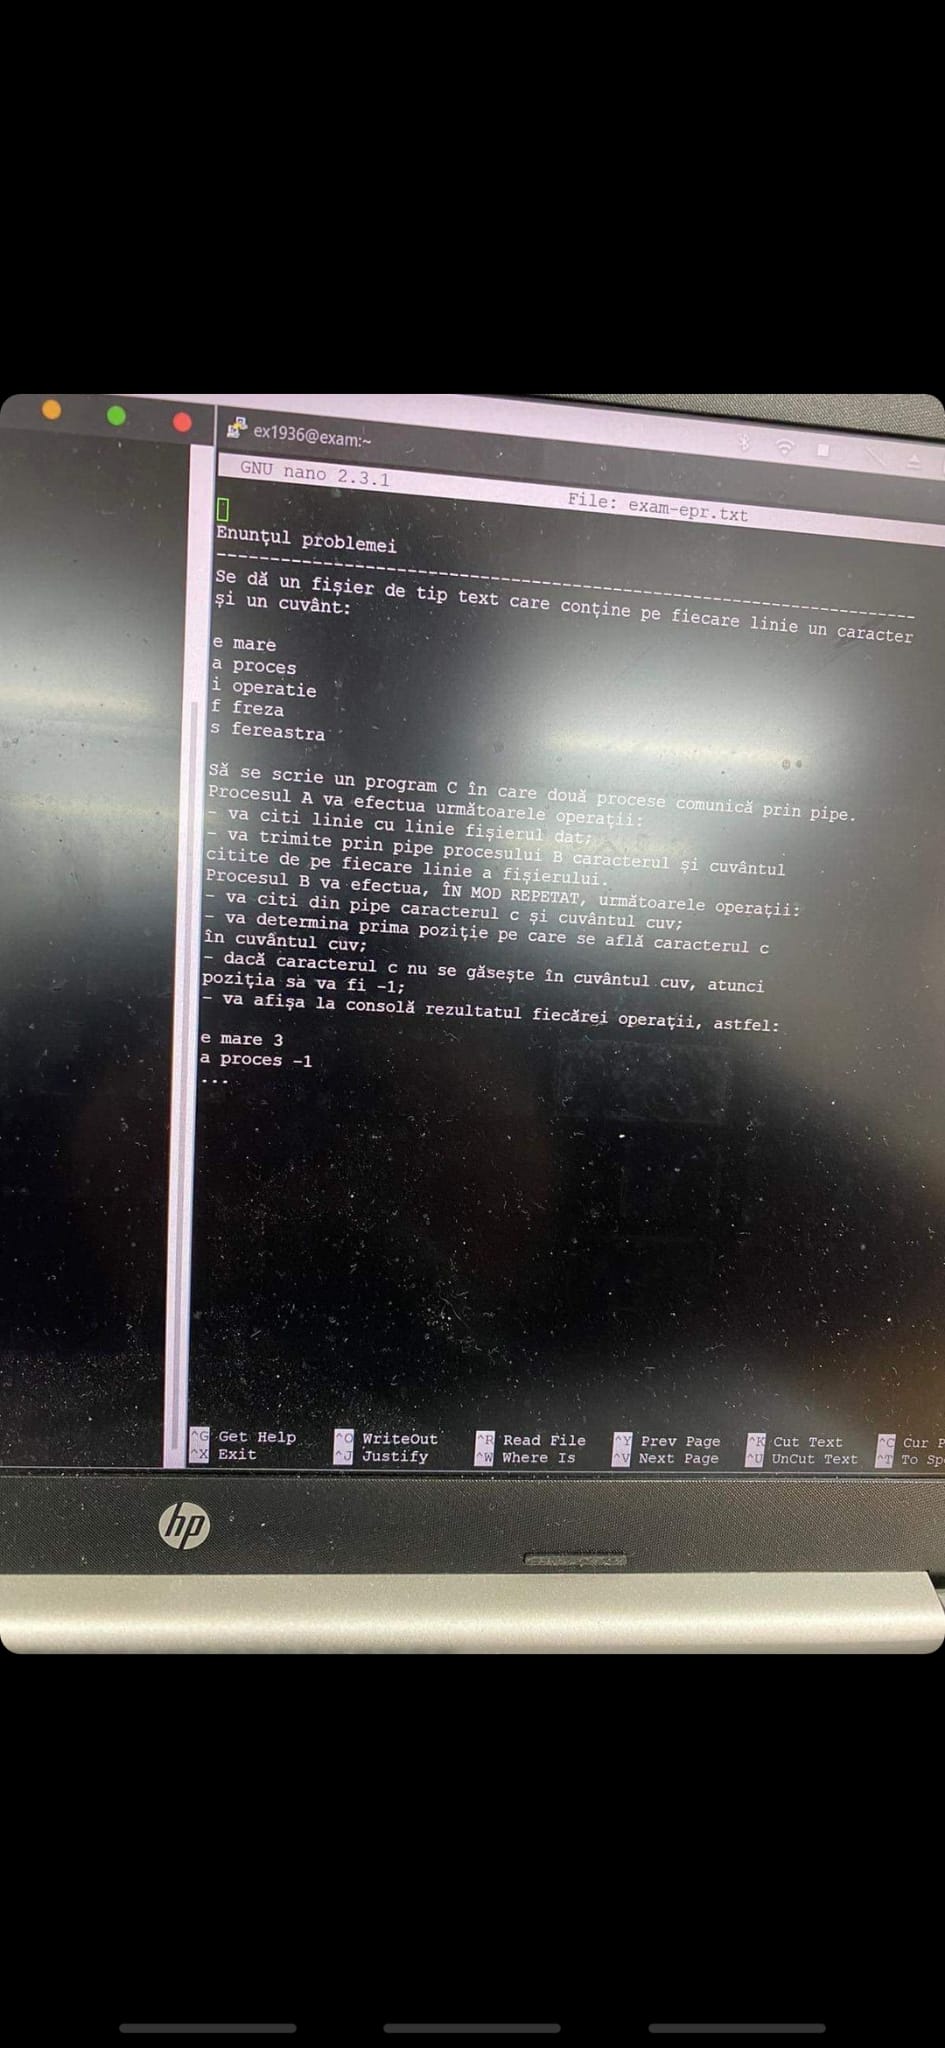 ex1936@exam:~
GNU nano 2.3.1
File: exam-epr.txt
Enunţul problemei
--------------------------------------------------------------
Se dă un fişier de tip text care conţine pe fiecare linie un caracter
şi un cuvânt:
e mare
a proces
i operatie
f freza
s fereastra
Să se scrie un program C în care două procese comunică prin pipe.
Procesul A va efectua următoarele operaţii:
- va citi linie cu linie fişierul dat;
- va trimite prin pipe procesului B caracterul şi cuvântul
citite de pe fiecare linie a fişierului.
Procesul B va efectua, ÎN MOD REPETAT, următoarele operaţii:
- va citi din pipe caracterul c şi cuvântul cuv;
- va determina prima poziţie pe care se află caracterul c
în cuvântul cuv;
- dacă caracterul c nu se găseşte în cuvântul cuv, atunci
poziţia sa va fi -1;
- va afişa la consolă rezultatul fiecărei operaţii, astfel:
e mare 3
a proces -1
...
^G Get Help ^O WriteOut ^R Read File ^Y Prev Page ^K Cut Text ^C Cur P
^X Exit ^J Justify ^W Where Is ^V Next Page ^U UnCut Text ^T To Sp
hp